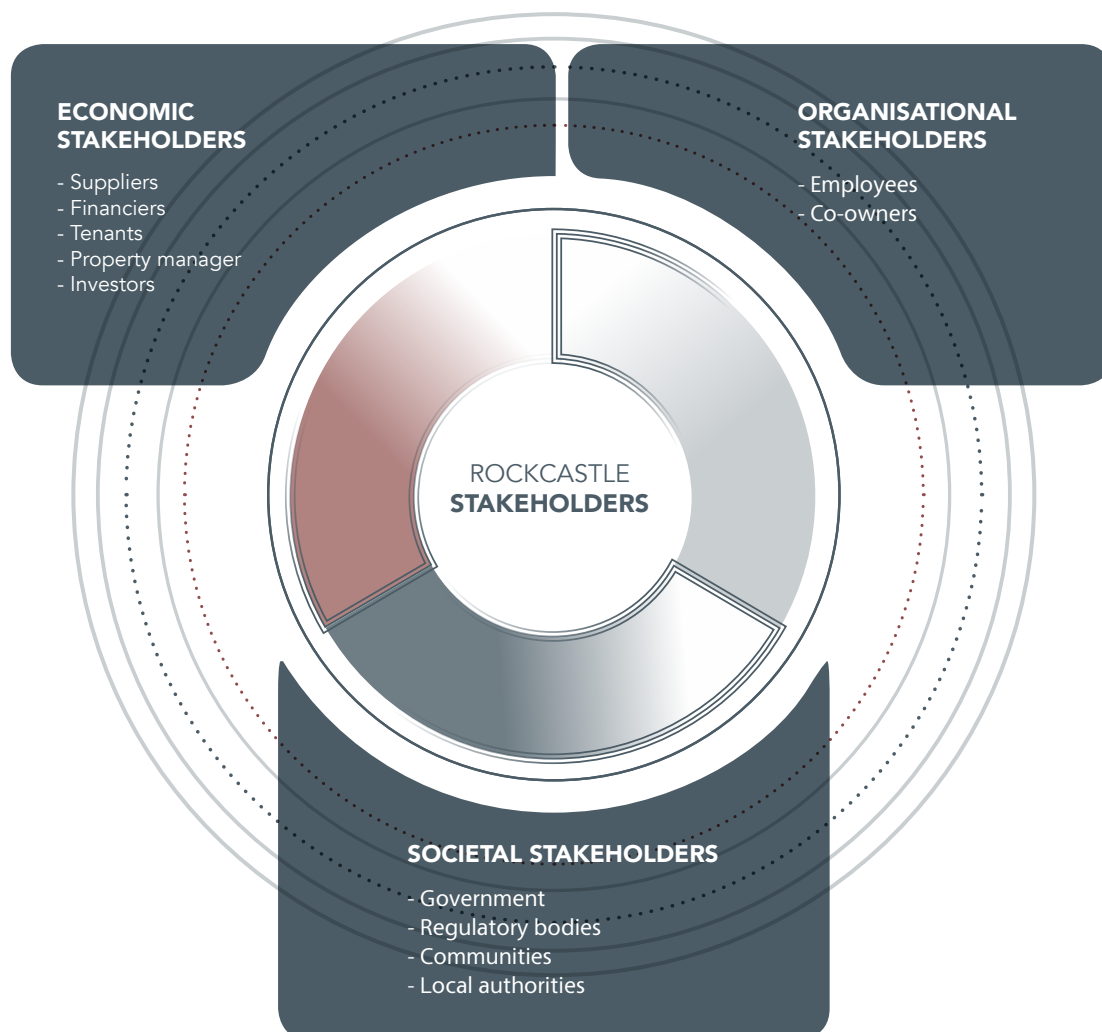 ECONOMIC
STAKEHOLDERS
- Suppliers
- Financiers
- Tenants
- Property manager
- Investors
ORGANISATIONAL
STAKEHOLDERS
- Employees
- Co-owners
ROCKCASTLE
STAKEHOLDERS
SOCIETAL STAKEHOLDERS
- Government
- Regulatory bodies
- Communities
- Local authorities